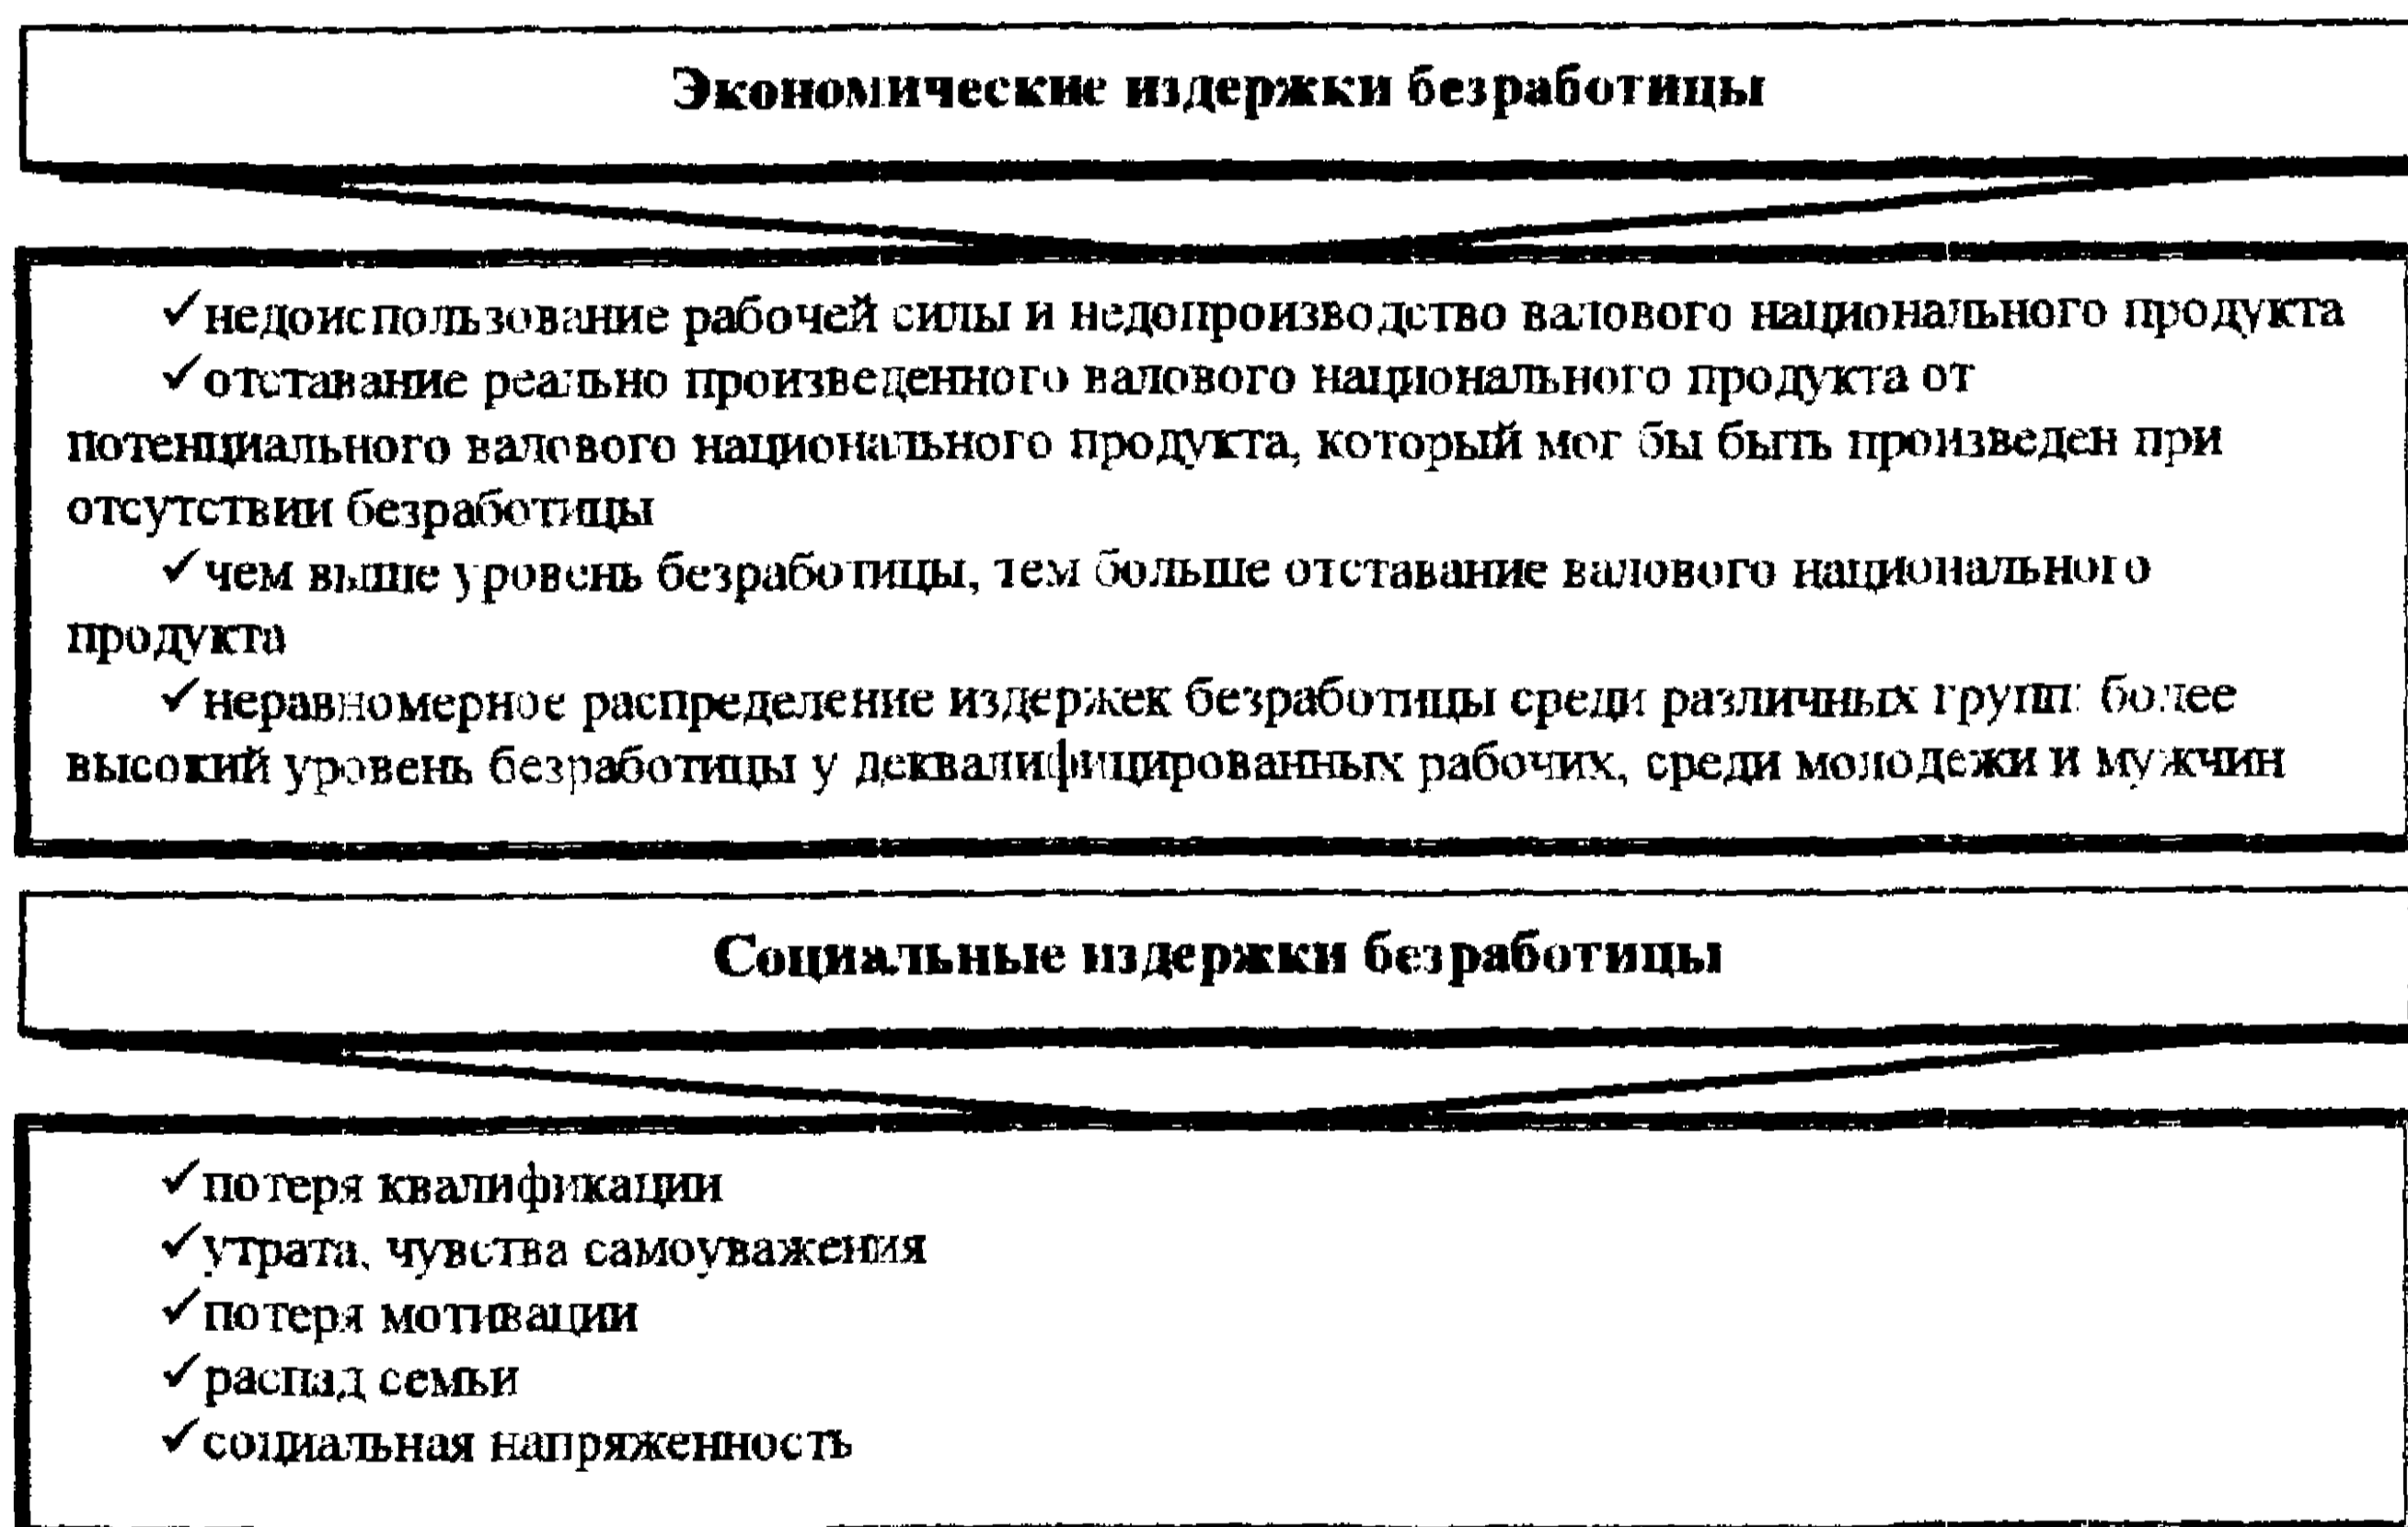 Экономические издержки безработицы
✓недоиспользование рабочей силы и недопроизводство валового национального продукта
✓отставание реально произведенного валового национального продукта от
потенциального валового национального продукта, который мог бы быть произведен при
отсутствии безработицы
✓чем выше уровень безработицы, тем больше отставание валового национального
продукта
✓неравномерное распределение издержек безработицы среди различных групп: более
высокий уровень безработицы у деквалифицированных рабочих, среди молодежи и мужчин
Социальные издержки безработицы
✓потеря квалификации
✓утрата, чувства самоуважения
✓потеря мотивации
✓распад семьи
✓социальная напряженность